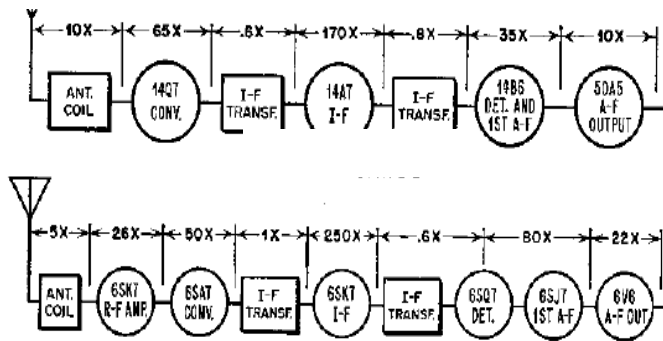 10X 65X .6X 170X .8X 35X 10X
ANT. COIL
14Q7 CONV.
I-F TRANSF.
14A7 I-F
I-F TRANSF.
14B6 DET. AND 1ST A-F
50A5 A-F OUTPUT
5X 26X 50X 1X 250X .6X 80X 22X
ANT. COIL
6SK7 R-F AMP.
6SA7 CONV.
I-F TRANSF.
6SK7 I-F
I-F TRANSF.
6SQ7 DET.
6SJ7 1ST A-F
6V6 A-F OUT